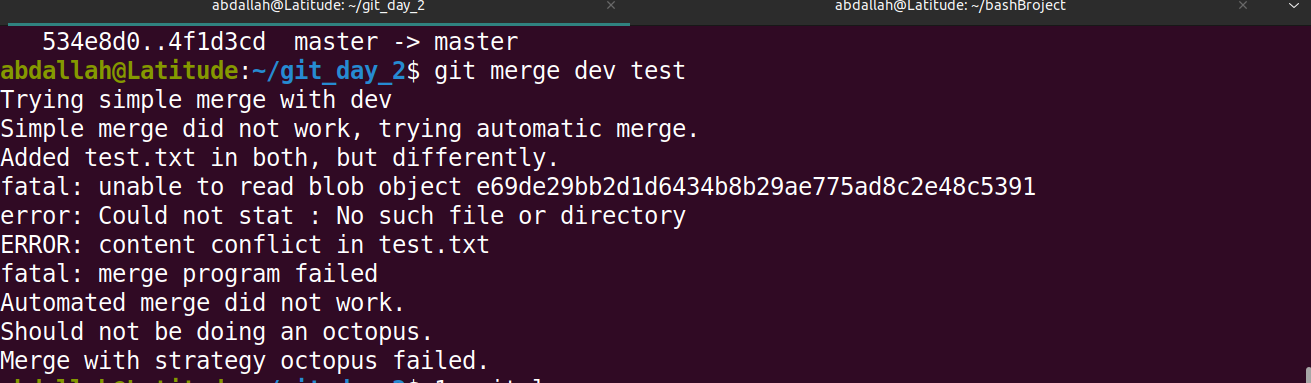 abdallah@Latitude: ~/git_day_2 × abdallah@Latitude: ~/bashBroject ×
534e8d0..4f1d3cd master -> master
abdallah@Latitude:~/git_day_2$ git merge dev test
Trying simple merge with dev
Simple merge did not work, trying automatic merge.
Added test.txt in both, but differently.
fatal: unable to read blob object e69de29bb2d1d6434b8b29ae775ad8c2e48c5391
error: Could not stat : No such file or directory
ERROR: content conflict in test.txt
fatal: merge program failed
Automated merge did not work.
Should not be doing an octopus.
Merge with strategy octopus failed.